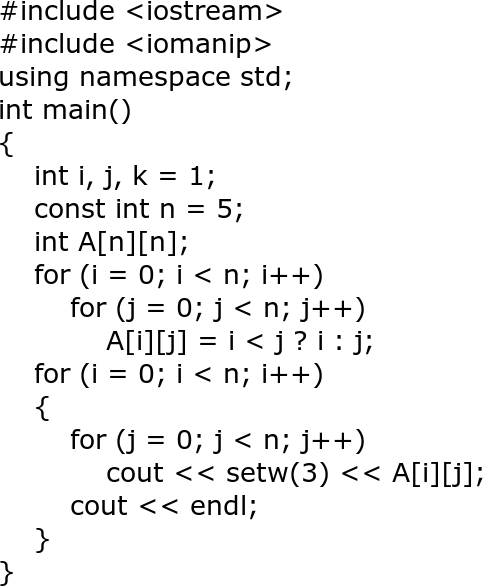 #include <iostream>
#include <iomanip>
using namespace std;
int main()
{
    int i, j, k = 1;
    const int n = 5;
    int A[n][n];
    for (i = 0; i < n; i++)
        for (j = 0; j < n; j++)
            A[i][j] = i < j ? i : j;
    for (i = 0; i < n; i++)
    {
        for (j = 0; j < n; j++)
            cout << setw(3) << A[i][j];
        cout << endl;
    }
}